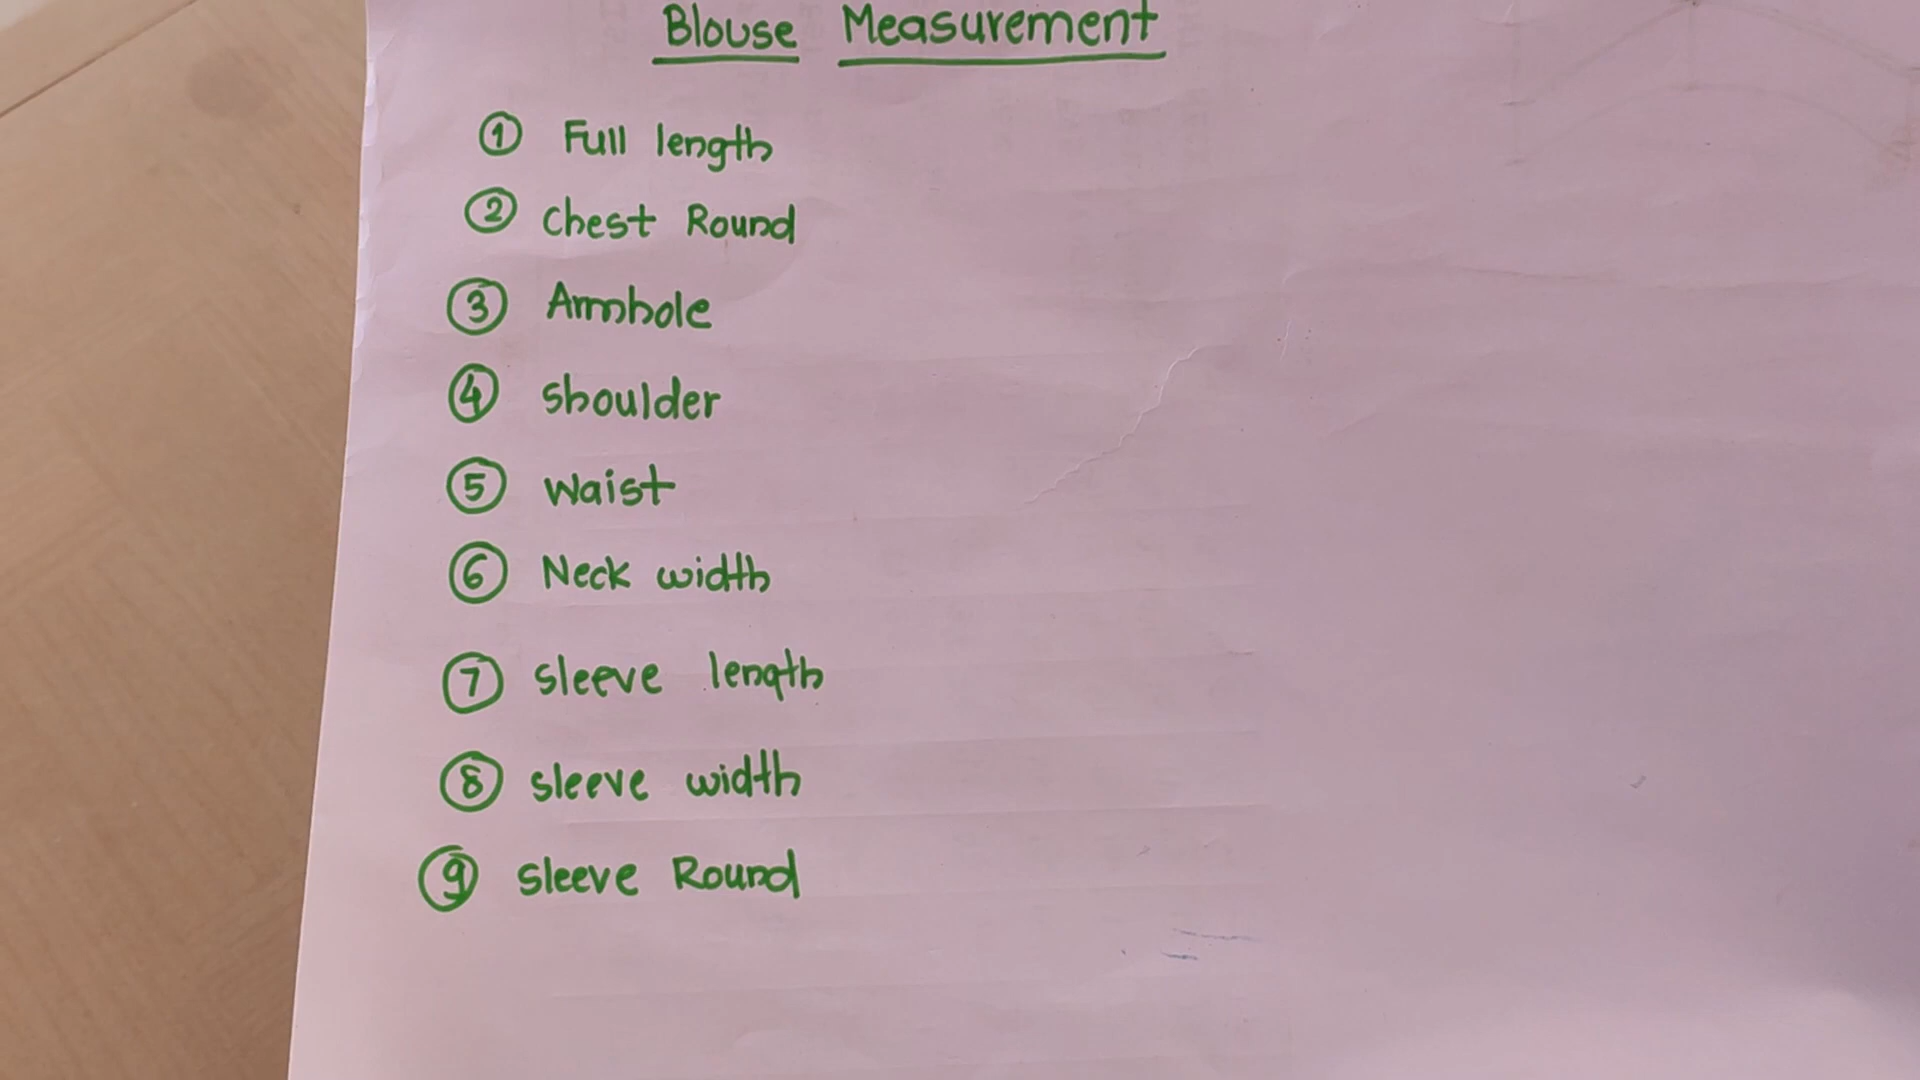 Blouse Measurement
① Full length
② Chest Round
③ Armhole
④ shoulder
⑤ Waist
⑥ Neck width
⑦ sleeve length
⑧ sleeve width
⑨ sleeve Round